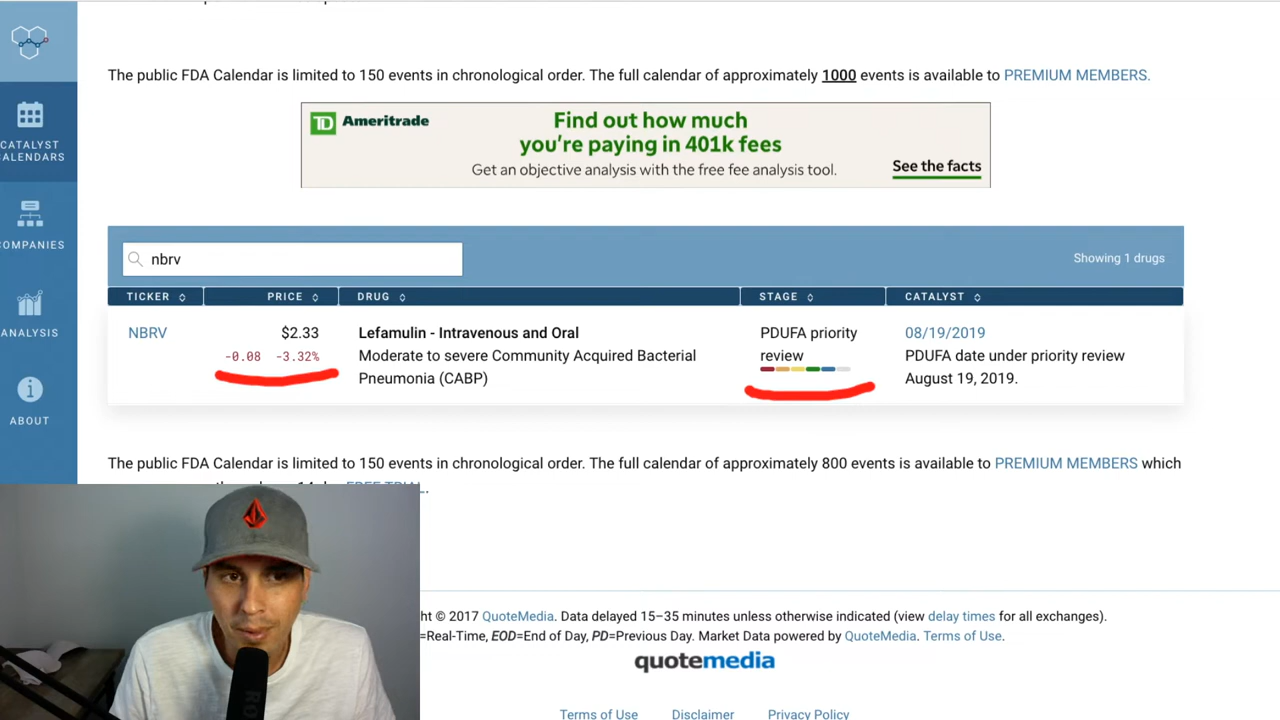 The public FDA Calendar is limited to 150 events in chronological order. The full calendar of approximately 1000 events is available to PREMIUM MEMBERS.
TD Ameritrade
Find out how much
you're paying in 401k fees
Get an objective analysis with the free fee analysis tool.
See the facts
CATALYST
CALENDARS
COMPANIES
ANALYSIS
ABOUT
nbrv
Showing 1 drugs
TICKER PRICE DRUG STAGE CATALYST
NBRV $2.33 Lefamulin - Intravenous and Oral PDUFA priority 08/19/2019
-0.08 -3.32% Moderate to severe Community Acquired Bacterial review PDUFA date under priority review
Pneumonia (CABP) August 19, 2019.
The public FDA Calendar is limited to 150 events in chronological order. The full calendar of approximately 800 events is available to PREMIUM MEMBERS which
© 2017 QuoteMedia. Data delayed 15–35 minutes unless otherwise indicated (view delay times for all exchanges).
=Real-Time, EOD=End of Day, PD=Previous Day. Market Data powered by QuoteMedia. Terms of Use.
quotemedia
Terms of Use Disclaimer Privacy Policy